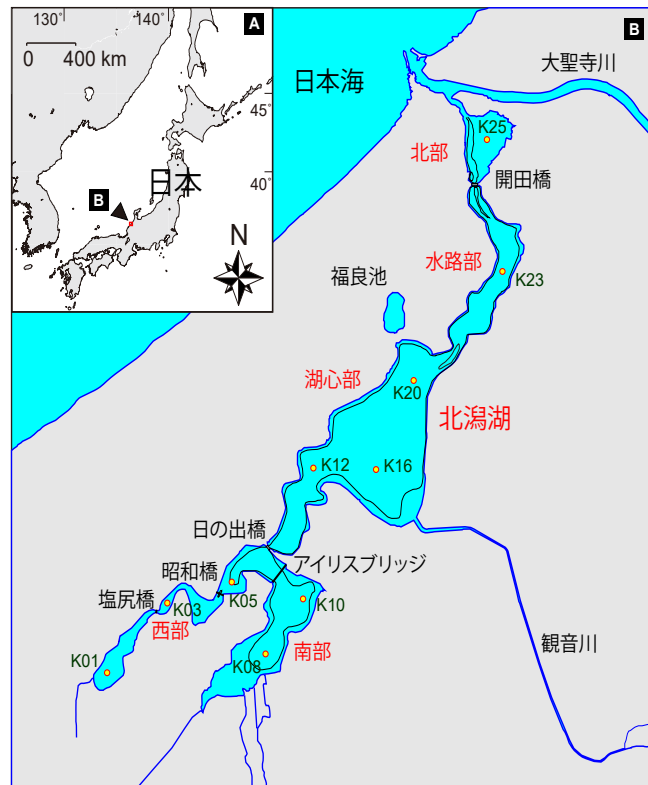 130°
140°
A
0
400 km
45°
40°
日本
B
N
B
日本海
大聖寺川
K25
北部
開田橋
水路部
K23
福良池
湖心部
K20
北潟湖
K12
K16
日の出橋
アイリスブリッジ
昭和橋
K05
塩尻橋
K03
K10
西部
K01
K08
南部
観音川